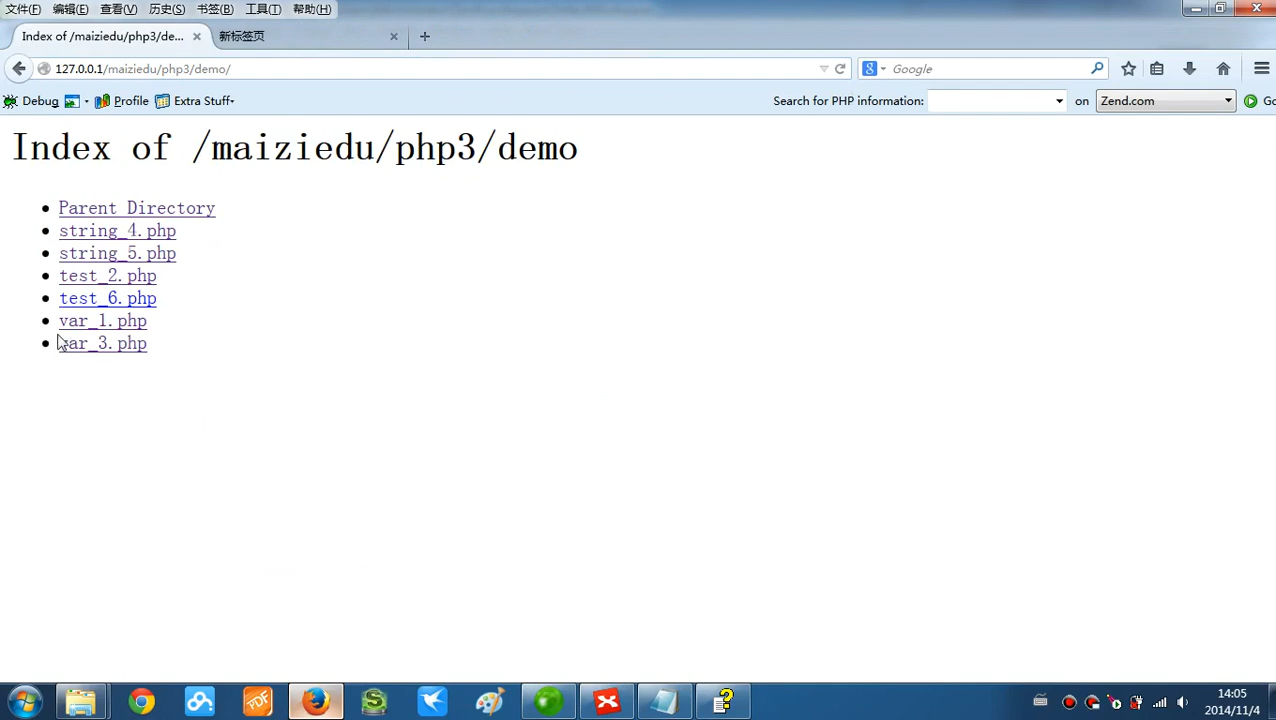 文件(F) 编辑(E) 查看(V) 历史(S) 书签(B) 工具(T) 帮助(H)
Index of /maiziedu/php3/de... × 新标签页 × +
127.0.0.1/maiziedu/php3/demo/ Google
Debug Profile Extra Stuff Search for PHP information: on Zend.com Go
Index of /maiziedu/php3/demo
Parent Directory
string_4.php
string_5.php
test_2.php
test_6.php
var_1.php
var_3.php
PDF
14:05
2014/11/4